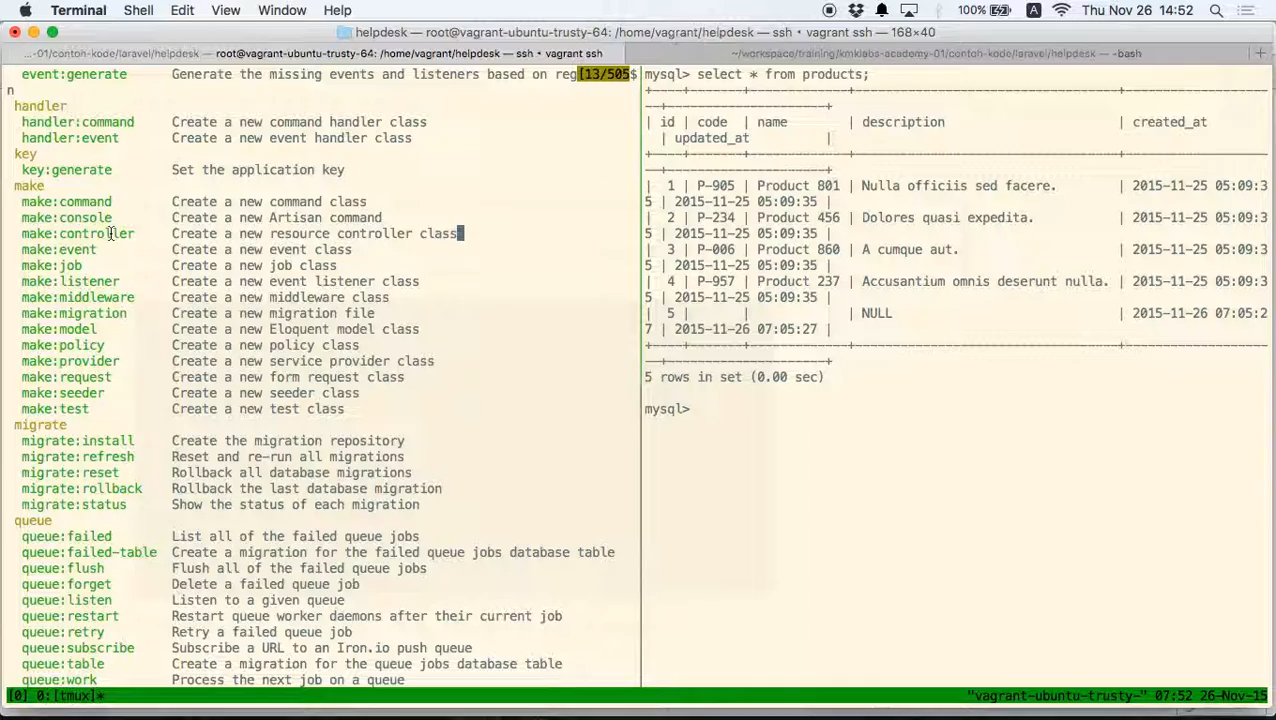 Terminal Shell Edit View Window Help 100% A Thu Nov 26 14:52
helpdesk — root@vagrant-ubuntu-trusty-64: /home/vagrant/helpdesk — ssh ‹ vagrant ssh — 168×40
...-01/contoh-kode/laravel/helpdesk — root@vagrant-ubuntu-trusty-64: /home/vagrant/helpdesk — ssh ‹ vagrant ssh
~/workspace/training/kmklabs-academy-01/contoh-kode/laravel/helpdesk — -bash
event:generate Generate the missing events and listeners based on reg[13/505$
n
handler
handler:command Create a new command handler class
handler:event Create a new event handler class
key
key:generate Set the application key
make
make:command Create a new command class
make:console Create a new Artisan command
make:controller Create a new resource controller class
make:event Create a new event class
make:job Create a new job class
make:listener Create a new event listener class
make:middleware Create a new middleware class
make:migration Create a new migration file
make:model Create a new Eloquent model class
make:policy Create a new policy class
make:provider Create a new service provider class
make:request Create a new form request class
make:seeder Create a new seeder class
make:test Create a new test class
migrate
migrate:install Create the migration repository
migrate:refresh Reset and re-run all migrations
migrate:reset Rollback all database migrations
migrate:rollback Rollback the last database migration
migrate:status Show the status of each migration
queue
queue:failed List all of the failed queue jobs
queue:failed-table Create a migration for the failed queue jobs database table
queue:flush Flush all of the failed queue jobs
queue:forget Delete a failed queue job
queue:listen Listen to a given queue
queue:restart Restart queue worker daemons after their current job
queue:retry Retry a failed queue job
queue:subscribe Subscribe a URL to an Iron.io push queue
queue:table Create a migration for the queue jobs database table
queue:work Process the next job on a queue
mysql> select * from products;
| id | code | name | description | created_at
| updated_at |
| 1 | P-905 | Product 801 | Nulla officiis sed facere. | 2015-11-25 05:09:3
5 | 2015-11-25 05:09:35 |
| 2 | P-234 | Product 456 | Dolores quasi expedita. | 2015-11-25 05:09:3
5 | 2015-11-25 05:09:35 |
| 3 | P-006 | Product 860 | A cumque aut. | 2015-11-25 05:09:3
5 | 2015-11-25 05:09:35 |
| 4 | P-957 | Product 237 | Accusantium omnis deserunt nulla. | 2015-11-25 05:09:3
5 | 2015-11-25 05:09:35 |
| 5 | | | NULL | 2015-11-26 07:05:2
7 | 2015-11-26 07:05:27 |
5 rows in set (0.00 sec)
mysql>
[0] 0:[tmux]* "vagrant-ubuntu-trusty-" 07:52 26-Nov-15